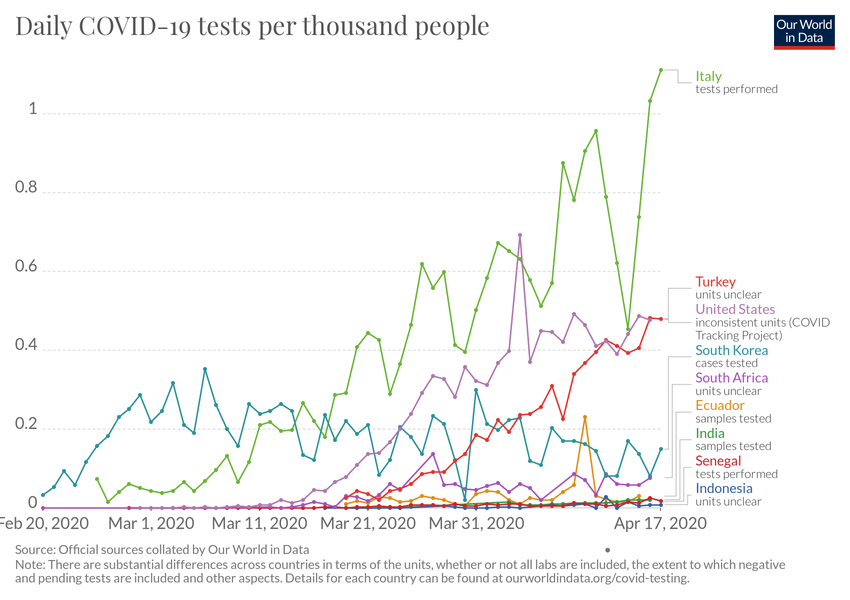 Daily COVID-19 tests per thousand people
Our World
in Data
Italy
tests performed
1
0.8
0.6
Turkey
units unclear
United States
inconsistent units (COVID
Tracking Project)
0.4
South Korea
cases tested
South Africa
units unclear
Ecuador
samples tested
0.2
India
samples tested
Senegal
tests performed
Indonesia
units unclear
0
Feb 20, 2020 Mar 1, 2020 Mar 11, 2020 Mar 21, 2020 Mar 31, 2020 Apr 17, 2020
Source: Official sources collated by Our World in Data
Note: There are substantial differences across countries in terms of the units, whether or not all labs are included, the extent to which negative
and pending tests are included and other aspects. Details for each country can be found at ourworldindata.org/covid-testing.